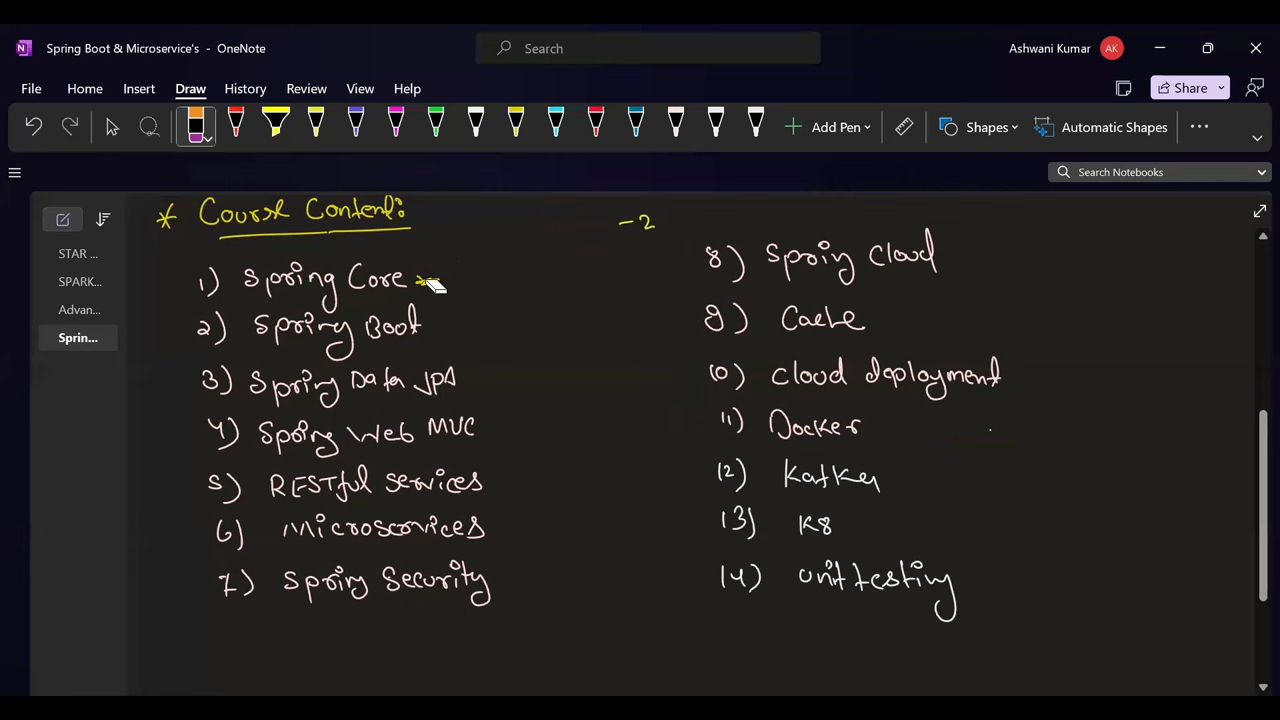 Spring Boot & Microservice's - OneNote
Search
Ashwani Kumar
AK
File Home Insert Draw History Review View Help
Share
Add Pen
Shapes
Automatic Shapes
Search Notebooks
STAR ...
SPARK...
Advan...
Sprin...
* Course Content:
-2
1) Spring Core
2) Spring Boot
3) Spring Data JPA
4) Spring Web MVC
5) RESTful Services
6) Microservices
7) Spring Security
8) Spring Cloud
9) Cache
10) Cloud deployment
11) Docker
12) Kafka
13) K8
14) Unit testing